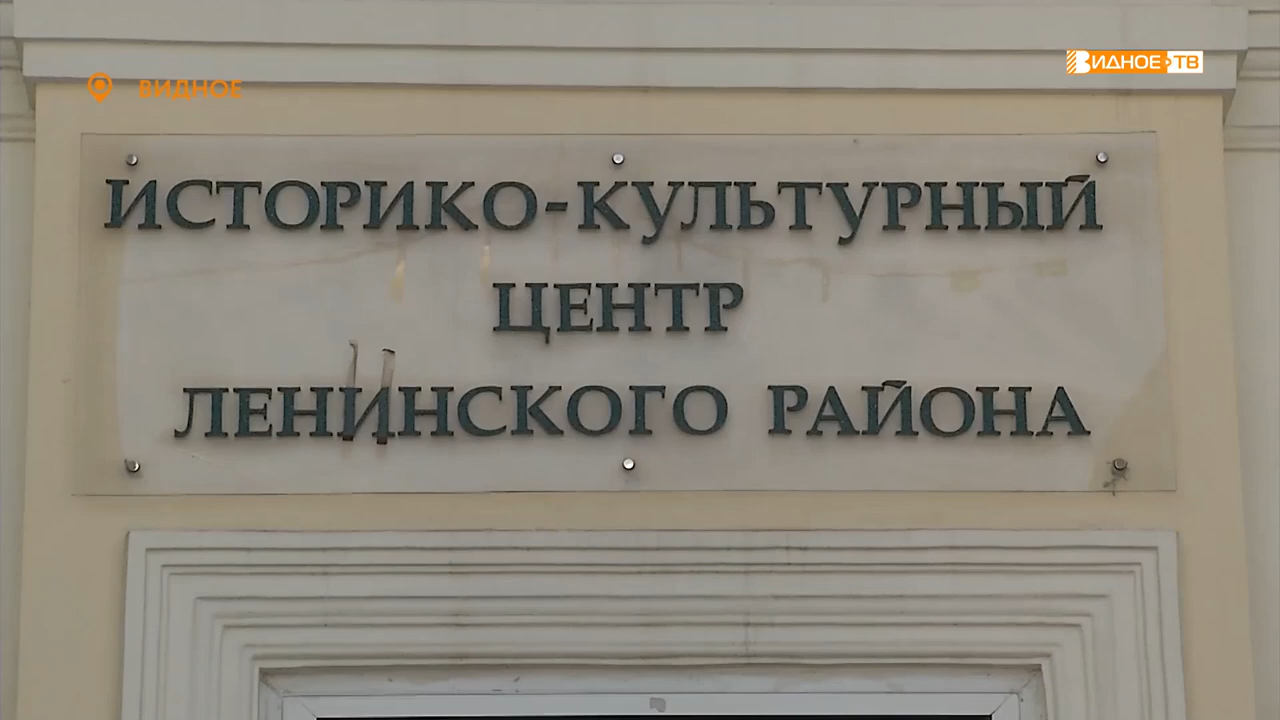 ВИДНОЕ
ВИДНОЕ ТВ
ИСТОРИКО-КУЛЬТУРНЫЙ
ЦЕНТР
ЛЕНИНСКОГО РАЙОНА